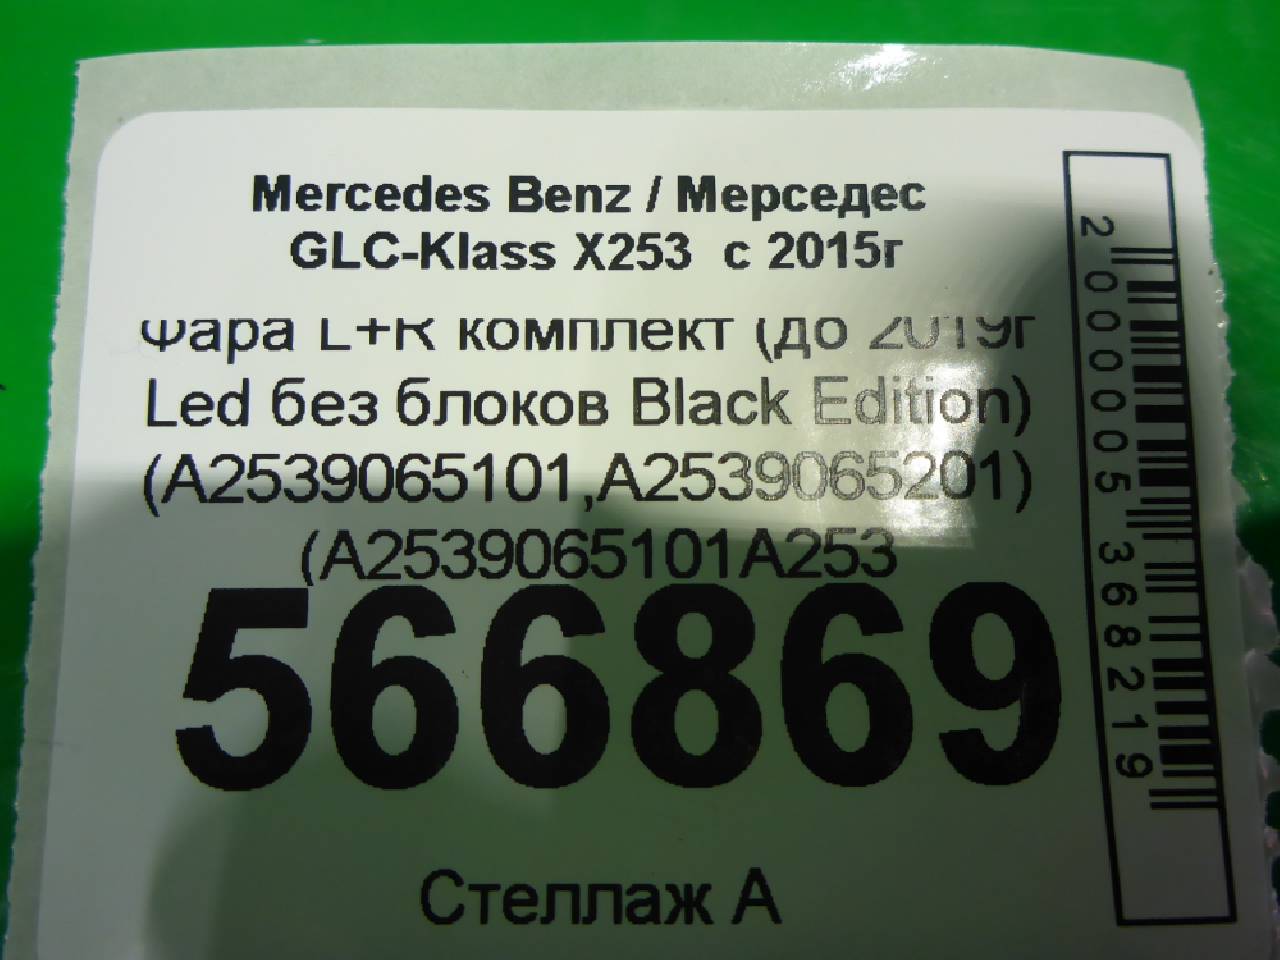 Mercedes Benz / Мерседес
GLC-Klass X253 с 2015г
Фара L+R комплект (до 2019г
Led без блоков Black Edition)
(A2539065101,A2539065201)
(A2539065101A253
566869
Стеллаж А
2000005368219